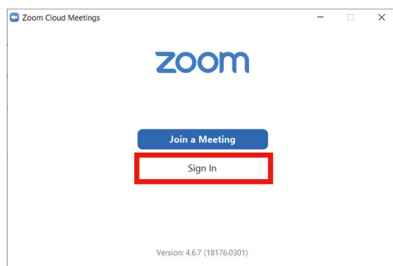 Zoom Cloud Meetings
zoom
Join a Meeting
Sign In
Version: 4.6.7 (18176.0301)